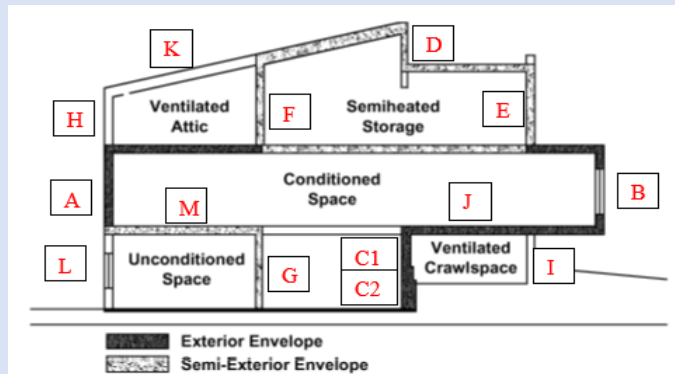 K
D
H
Ventilated
Attic
F
Semiheated
Storage
E
A
Conditioned
Space
B
M
J
L
Unconditioned
Space
G
C1
C2
Ventilated
Crawlspace
I
Exterior Envelope
Semi-Exterior Envelope